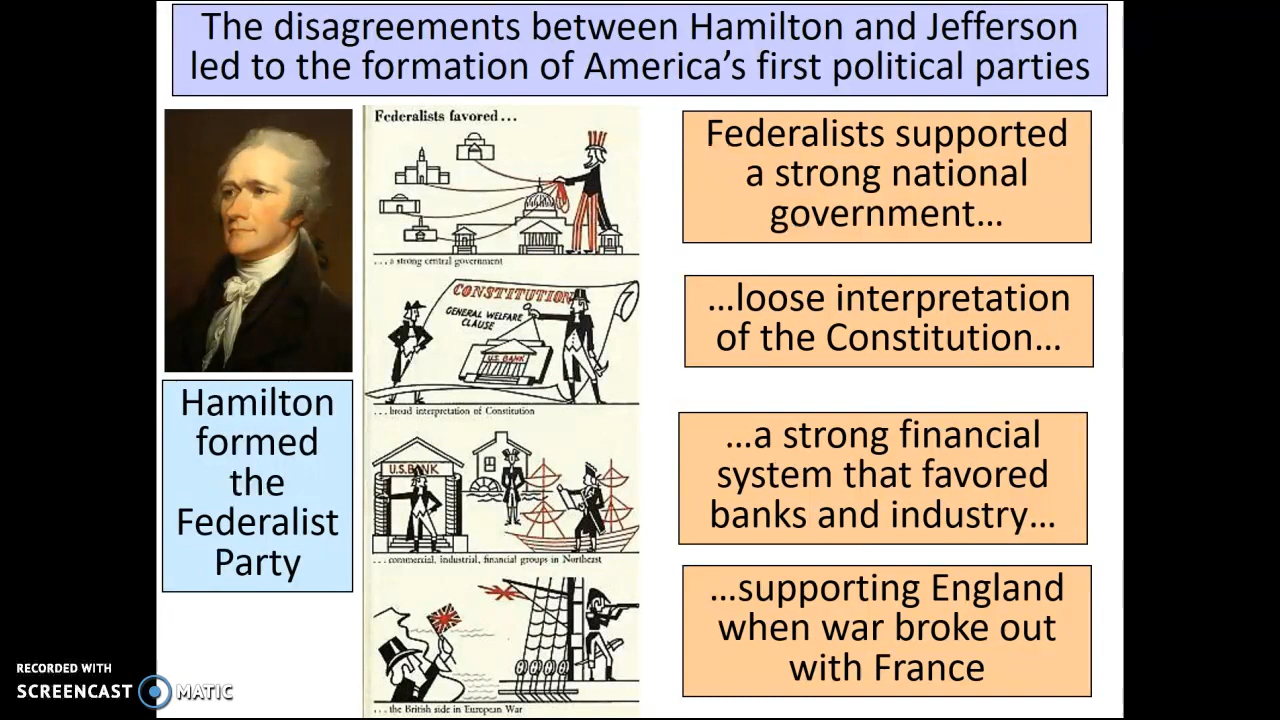 The disagreements between Hamilton and Jefferson
led to the formation of America's first political parties
Hamilton
formed
the
Federalist
Party
Federalists favored...
...a strong central government
CONSTITUTION
GENERAL WELFARE
CLAUSE
U.S. BANK
...broad interpretation of Constitution
U.S. BANK
...commercial, industrial, financial groups in Northeast
...the British side in European War
Federalists supported
a strong national
government...
...loose interpretation
of the Constitution...
...a strong financial
system that favored
banks and industry...
...supporting England
when war broke out
with France
RECORDED WITH
SCREENCAST MATIC